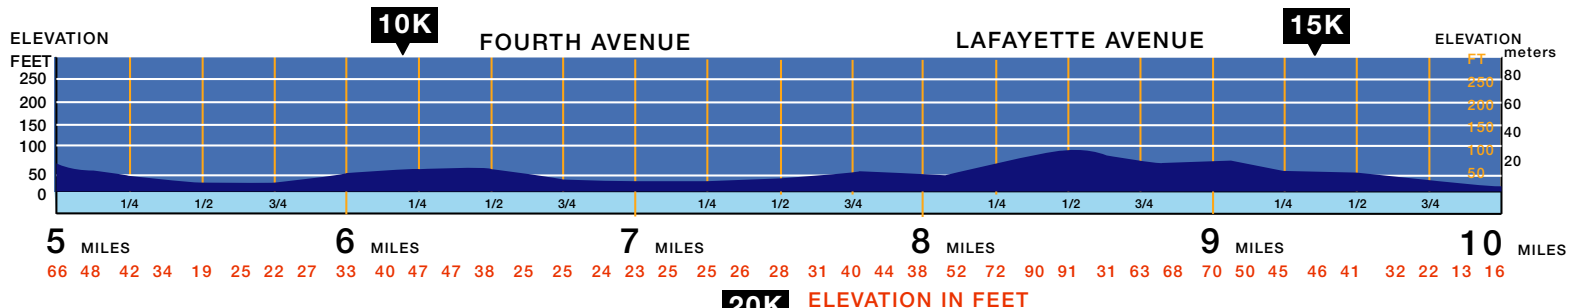 10K
15K
FOURTH AVENUE
LAFAYETTE AVENUE
ELEVATION
FEET
ELEVATION
meters
FT
250
200
150
100
50
0
250
200
150
100
50
80
60
40
20
1/4 1/2 3/4 1/4 1/2 3/4 1/4 1/2 3/4 1/4 1/2 3/4 1/4 1/2 3/4
5 MILES 6 MILES 7 MILES 8 MILES 9 MILES 10 MILES
66 48 42 34 19 25 22 27 33 40 47 47 38 25 25 24 23 25 25 26 28 31 40 44 38 52 72 90 91 31 63 68 70 50 45 46 41 32 22 13 16
20K ELEVATION IN FEET